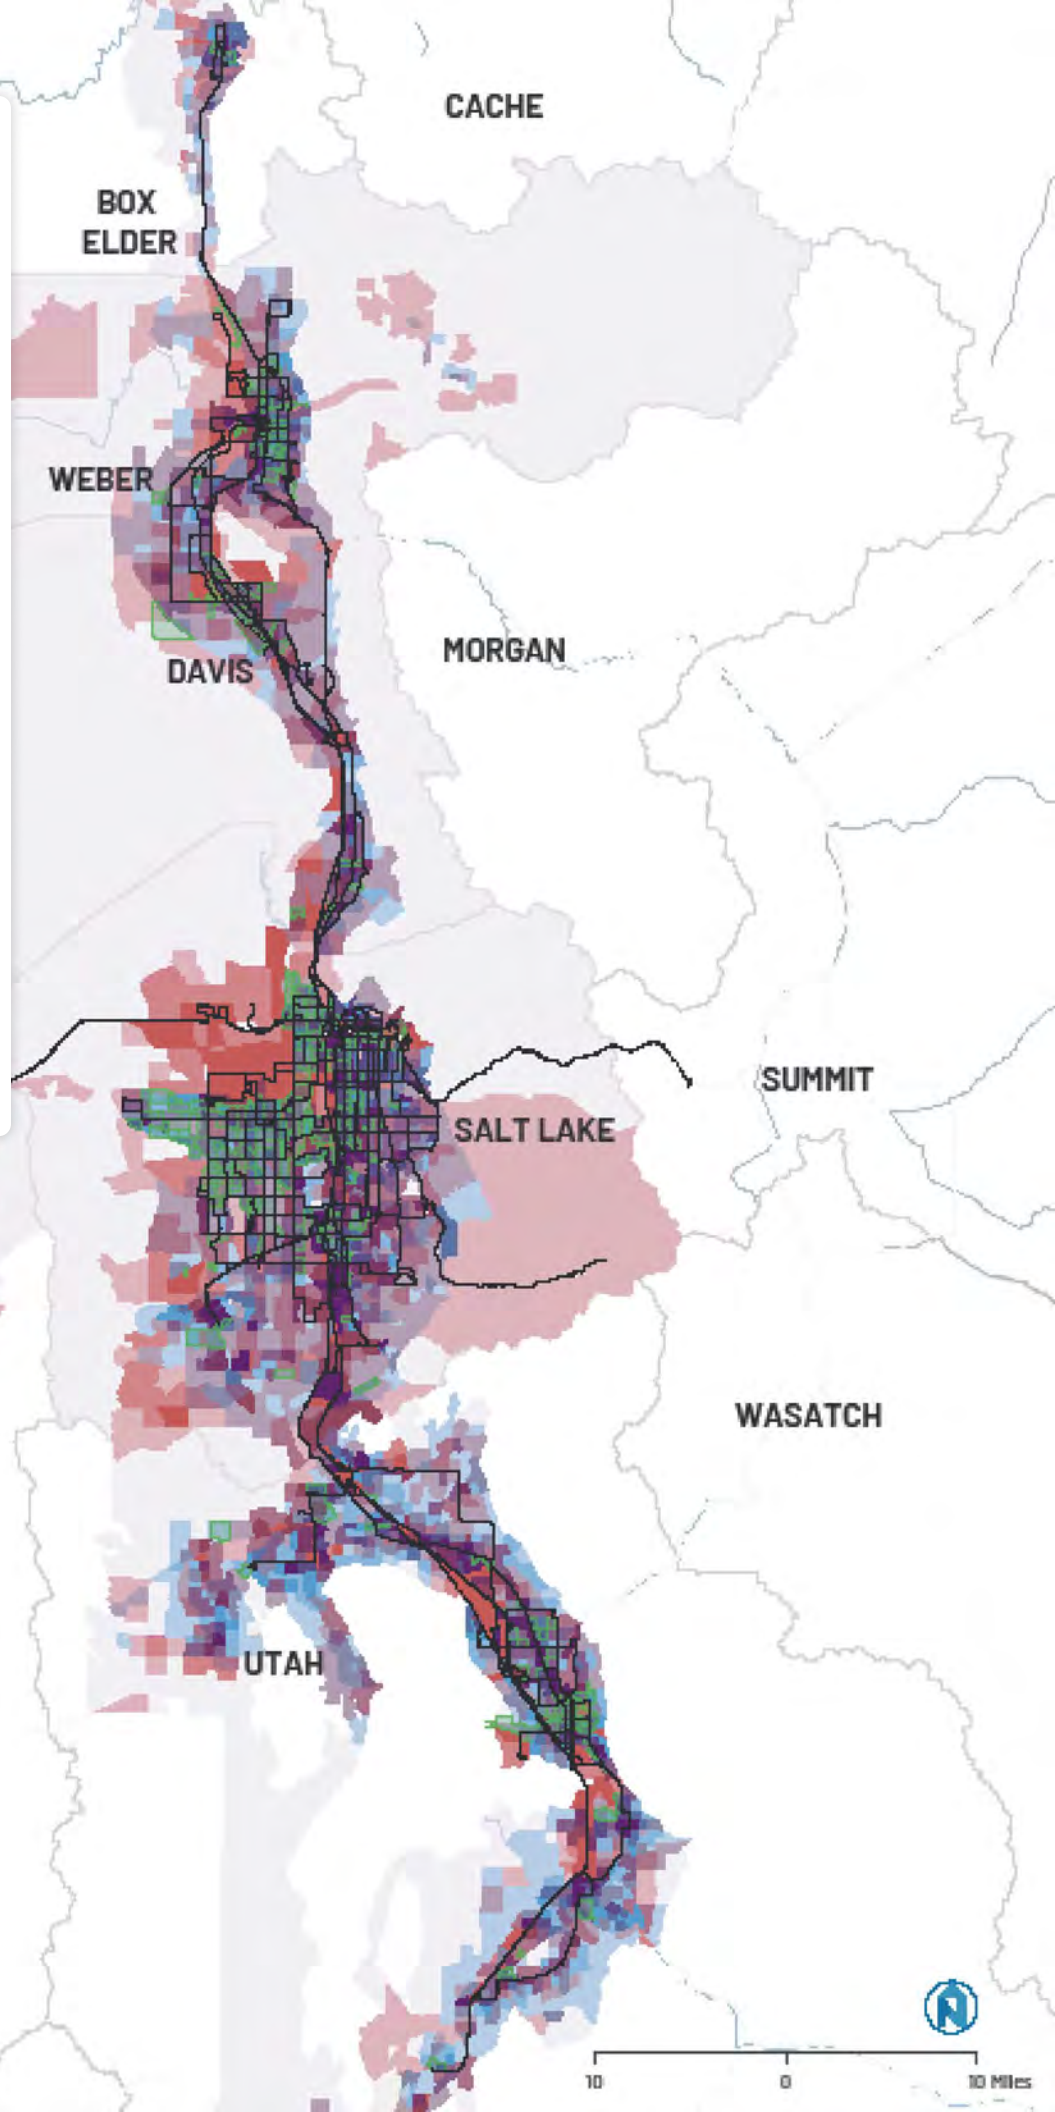 CACHE
BOX
ELDER
WEBER
MORGAN
DAVIS
SUMMIT
SALT LAKE
WASATCH
UTAH
N
10 0 10 Miles